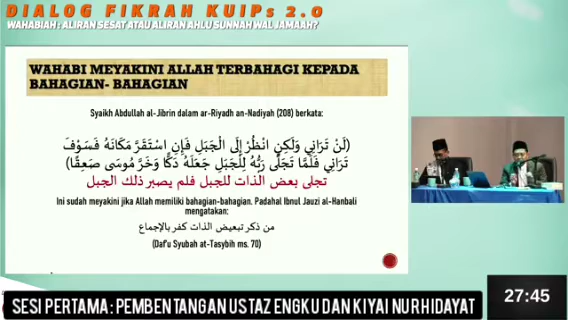 DIALOG FIKRAH KUIPs 2.0
WAHABIAH : ALIRAN SESAT ATAU ALIRAN AHLU SUNNAH WAL JAMAAH?
WAHABI MEYAKINI ALLAH TERBAHAGI KEPADA
BAHAGIAN- BAHAGIAN
Syaikh Abdullah al-Jibrin dalam ar-Riyadh an-Nadiyah (208) berkata:
(لَنْ تَرَانِي وَلَكِنِ انْظُرْ إِلَى الْجَبَلِ فَإِنِ اسْتَقَرَّ مَكَانَهُ فَسَوْفَ
تَرَانِي فَلَمَّا تَجَلَّى رَبُّهُ لِلْجَبَلِ جَعَلَهُ دَكًّا وَخَرَّ مُوسَى صَعِقًا)
تجلى بعض الذات للجبل فلم يصبر ذلك الجبل
Ini sudah meyakini jika Allah memiliki bahagian-bahagian. Padahal Ibnul Jauzi al-Hanbali
mengatakan:
من ذكر تبعيض الذات كفر بالإجماع
(Daf'u Syubah at-Tasybih ms. 70)
27:45
SESI PERTAMA : PEMBENTANGAN USTAZ ENGKU DAN KIYAI NURHIDAYAT